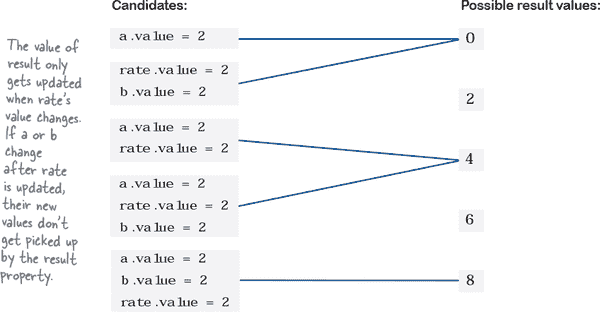 Candidates:
Possible result values:
The value of
result only
gets updated
when rate's
value changes.
If a or b
change
after rate
is updated,
their new
values don't
get picked up
by the result
property.
a.value = 2
rate.value = 2
b.value = 2
a.value = 2
rate.value = 2
a.value = 2
rate.value = 2
b.value = 2
a.value = 2
b.value = 2
rate.value = 2
0
2
4
6
8